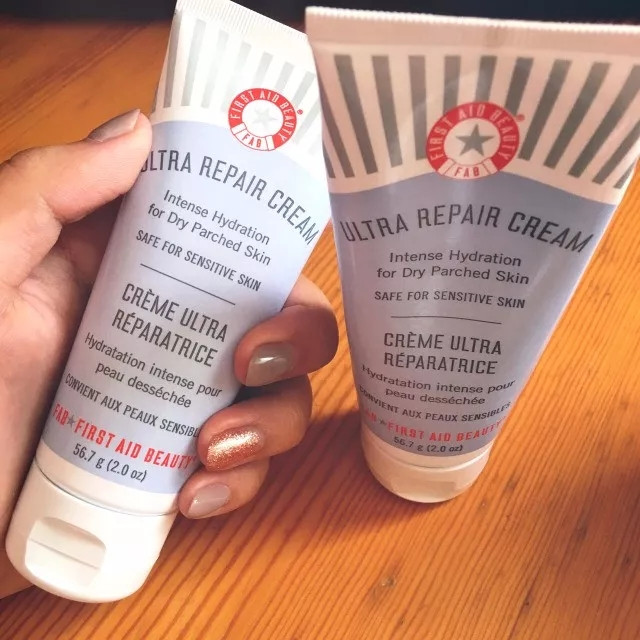 FIRST AID BEAUTY®
FAB
ULTRA REPAIR CREAM
Intense Hydration
for Dry Parched Skin
SAFE FOR SENSITIVE SKIN
CRÈME ULTRA
RÉPARATRICE
Hydratation intense pour
peau desséchée
CONVIENT AUX PEAUX SENSIBL
FAB FIRST AID BEAUTY
56.7 g (2.0 oz)
FIRST AID BEAUTY®
FAB
ULTRA REPAIR CREAM
Intense Hydration
for Dry Parched Skin
SAFE FOR SENSITIVE SKIN
CRÈME ULTRA
RÉPARATRICE
Hydratation intense pour
peau desséchée
CONVIENT AUX PEAUX SENSIBLES
FAB FIRST AID BEAUTY
56.7 g (2.0 oz)